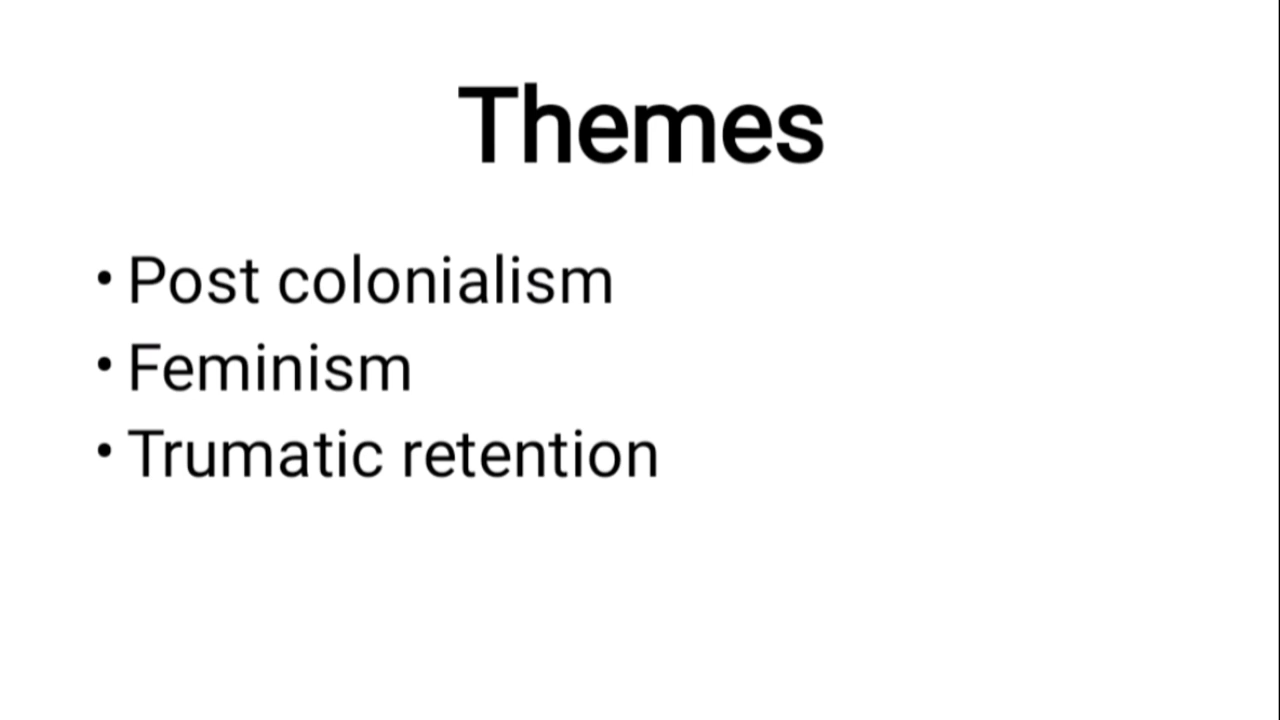 Themes
• Post colonialism
• Feminism
• Trumatic retention